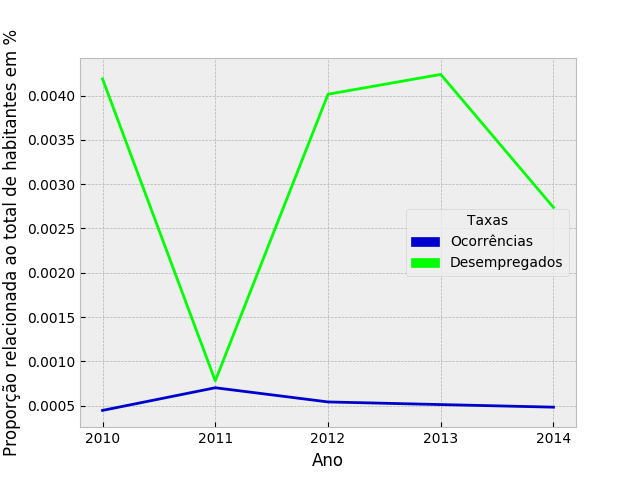 Proporção relacionada ao total de habitantes em %
0.0040
0.0035
0.0030
0.0025
0.0020
0.0015
0.0010
0.0005
Taxas
Ocorrências
Desempregados
2010 2011 2012 2013 2014
Ano